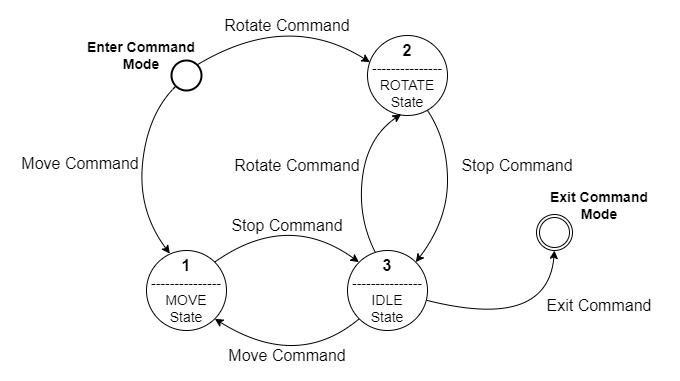 Rotate Command
Enter Command
Mode
2
ROTATE
State
Move Command
Rotate Command
Stop Command
Exit Command
Mode
Stop Command
1
MOVE
State
3
IDLE
State
Exit Command
Move Command